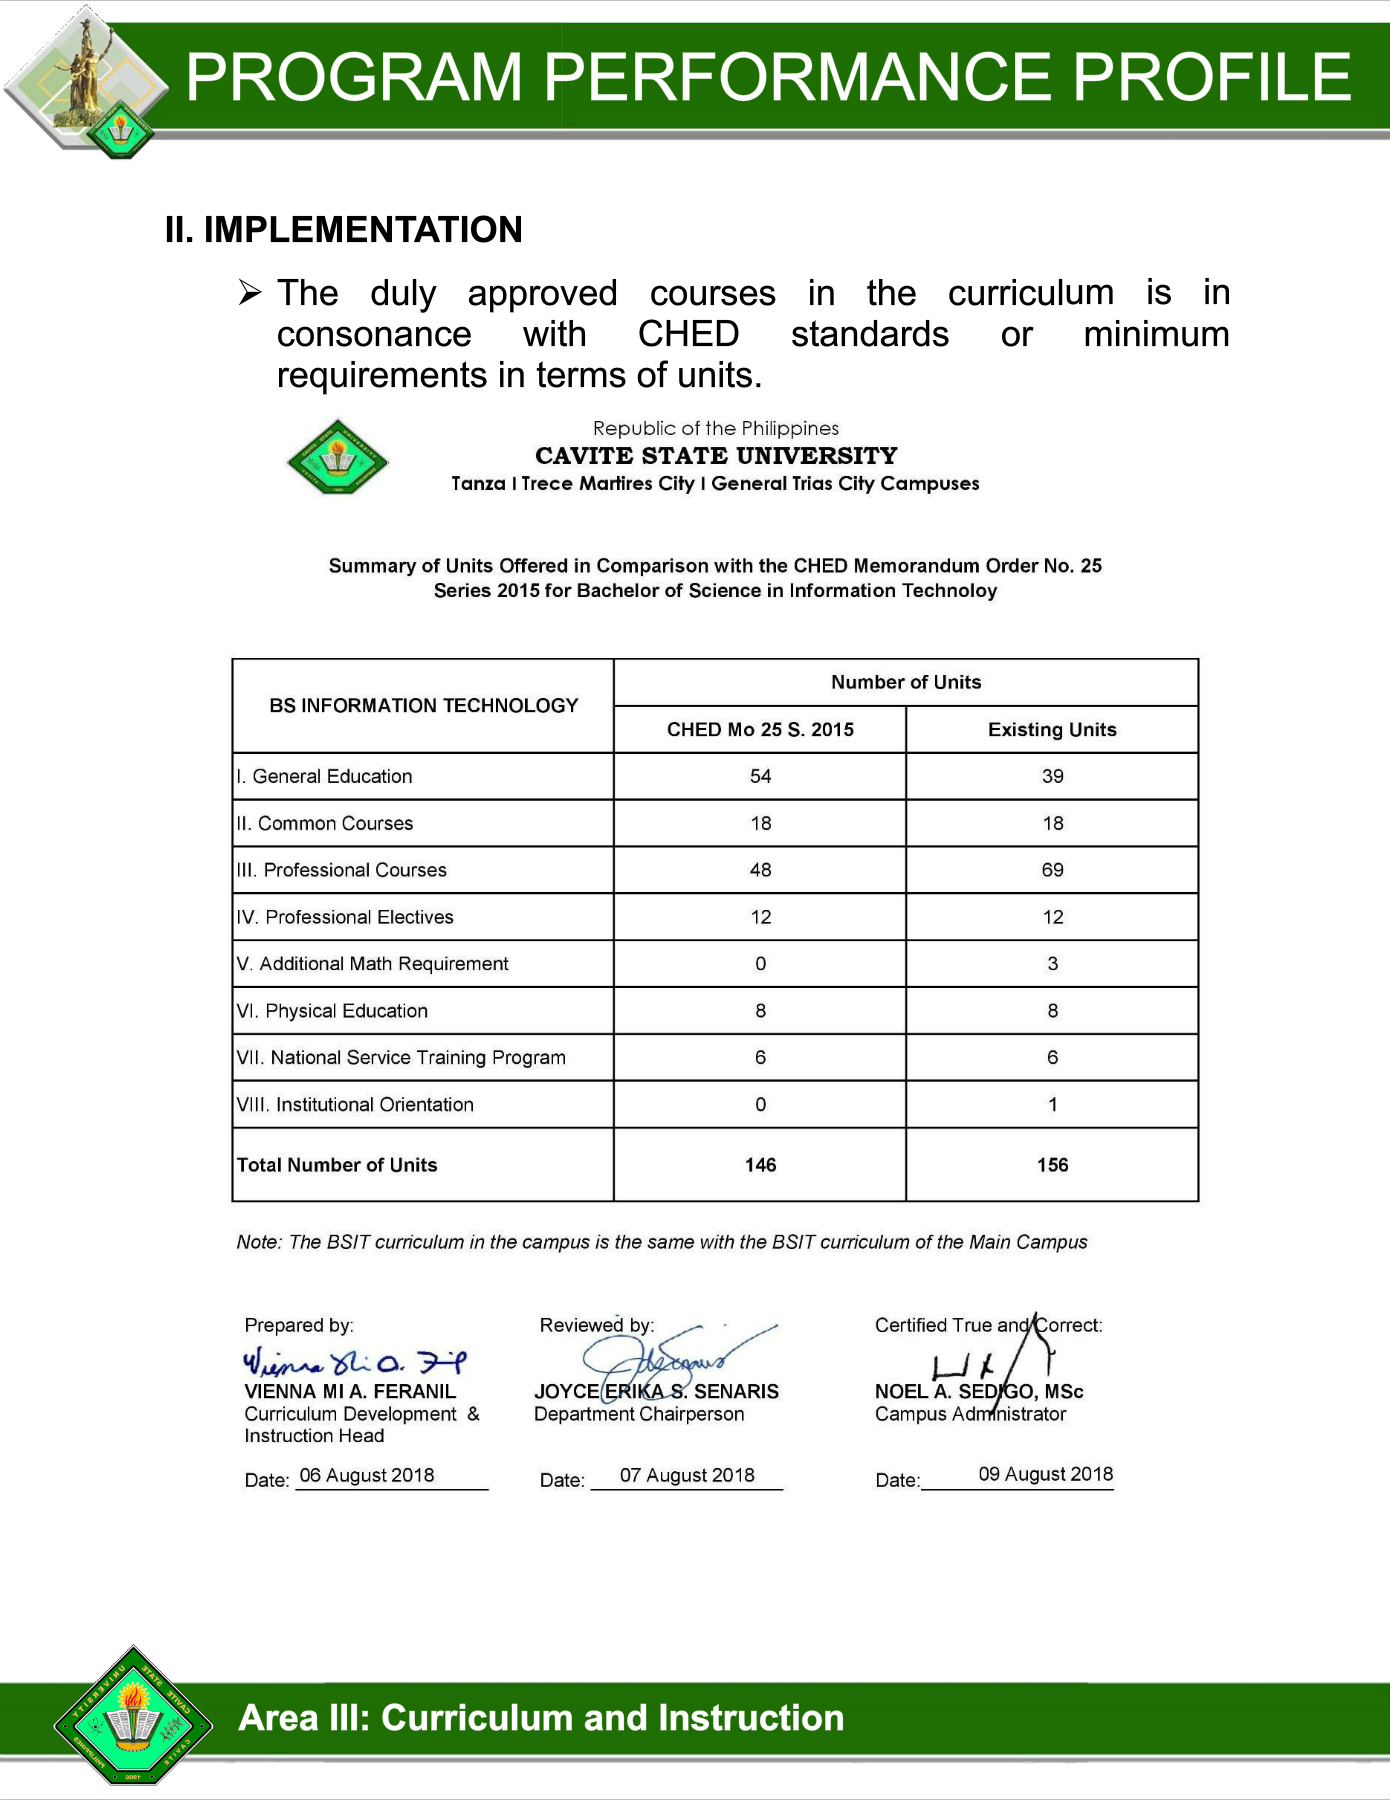 PROGRAM PERFORMANCE PROFILE
II. IMPLEMENTATION
➢ The duly approved courses in the curriculum is in
consonance with CHED standards or minimum
requirements in terms of units.
Republic of the Philippines
CAVITE STATE UNIVERSITY
Tanza I Trece Martires City I General Trias City Campuses
Summary of Units Offered in Comparison with the CHED Memorandum Order No. 25
Series 2015 for Bachelor of Science in Information Technoloy
BS INFORMATION TECHNOLOGY
Number of Units
CHED Mo 25 S. 2015 Existing Units
I. General Education 54 39
II. Common Courses 18 18
III. Professional Courses 48 69
IV. Professional Electives 12 12
V. Additional Math Requirement 0 3
VI. Physical Education 8 8
VII. National Service Training Program 6 6
VIII. Institutional Orientation 0 1
Total Number of Units 146 156
Note: The BSIT curriculum in the campus is the same with the BSIT curriculum of the Main Campus
Prepared by: Reviewed by: Certified True and Correct:
VIENNA MI A. FERANIL JOYCE ERIKA S. SENARIS NOEL A. SEDIGO, MSc
Curriculum Development & Department Chairperson Campus Administrator
Instruction Head
Date: 06 August 2018 Date: 07 August 2018 Date: 09 August 2018
CAVITE STATE UNIVERSITY
CAVITE PHILIPPINES
1906
Area III: Curriculum and Instruction